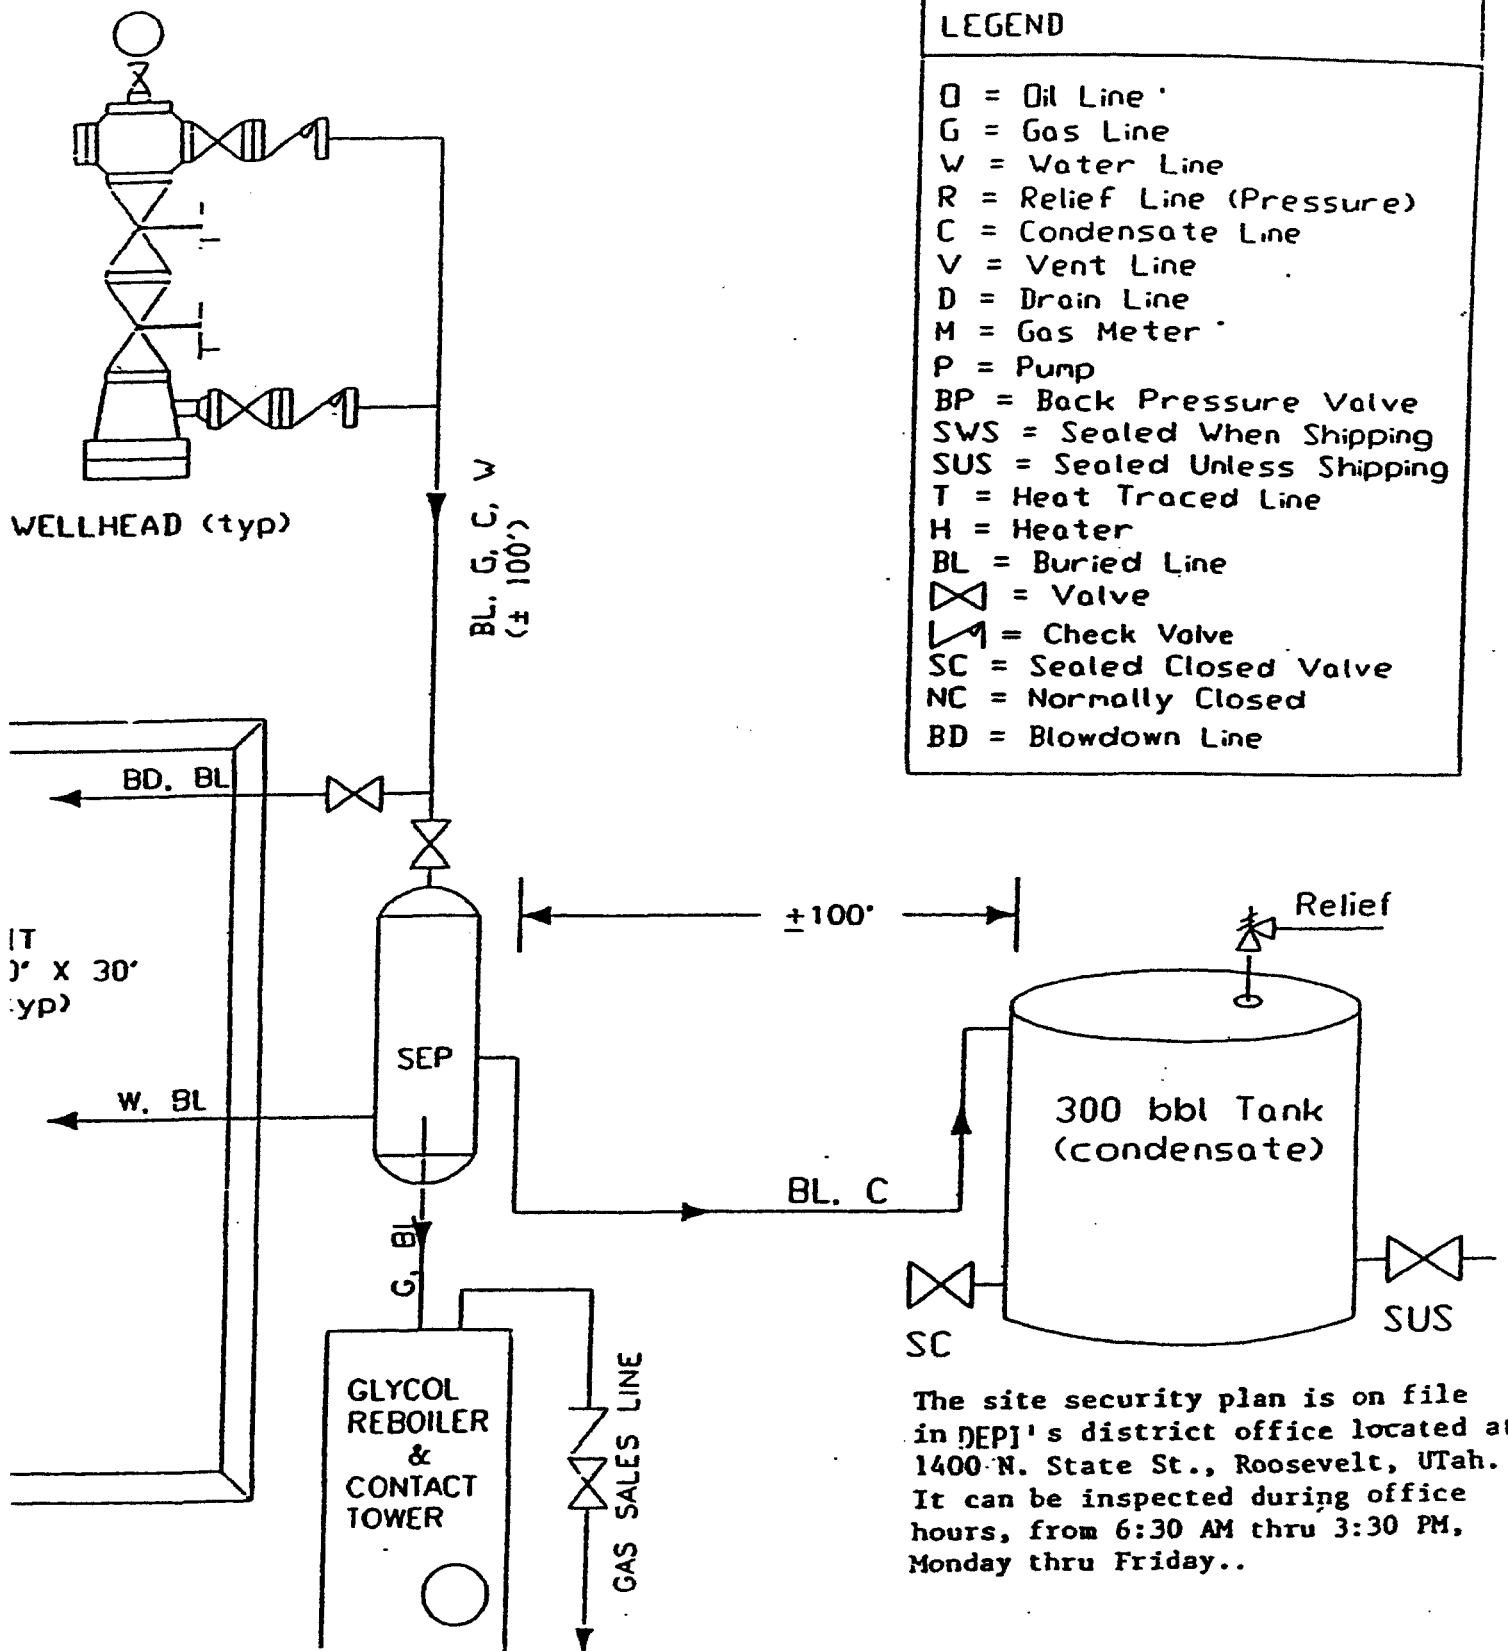 LEGEND
O = Oil Line
G = Gas Line
W = Water Line
R = Relief Line (Pressure)
C = Condensate Line
V = Vent Line
D = Drain Line
M = Gas Meter
P = Pump
BP = Back Pressure Valve
SWS = Sealed When Shipping
SUS = Sealed Unless Shipping
T = Heat Traced Line
H = Heater
BL = Buried Line
= Valve
= Check Valve
SC = Sealed Closed Valve
NC = Normally Closed
BD = Blowdown Line
WELLHEAD (typ)
BL. G, C, W
(± 100')
BD. BL
±100'
Relief
IT
0' X 30'
typ)
SEP
W. BL
300 bbl Tank
(condensate)
BL. C
G, BL
SC
SUS
GLYCOL
REBOILER
&
CONTACT
TOWER
GAS SALES LINE
The site security plan is on file
in DEPI's district office located at
1400 N. State St., Roosevelt, UTah.
It can be inspected during office
hours, from 6:30 AM thru 3:30 PM,
Monday thru Friday..